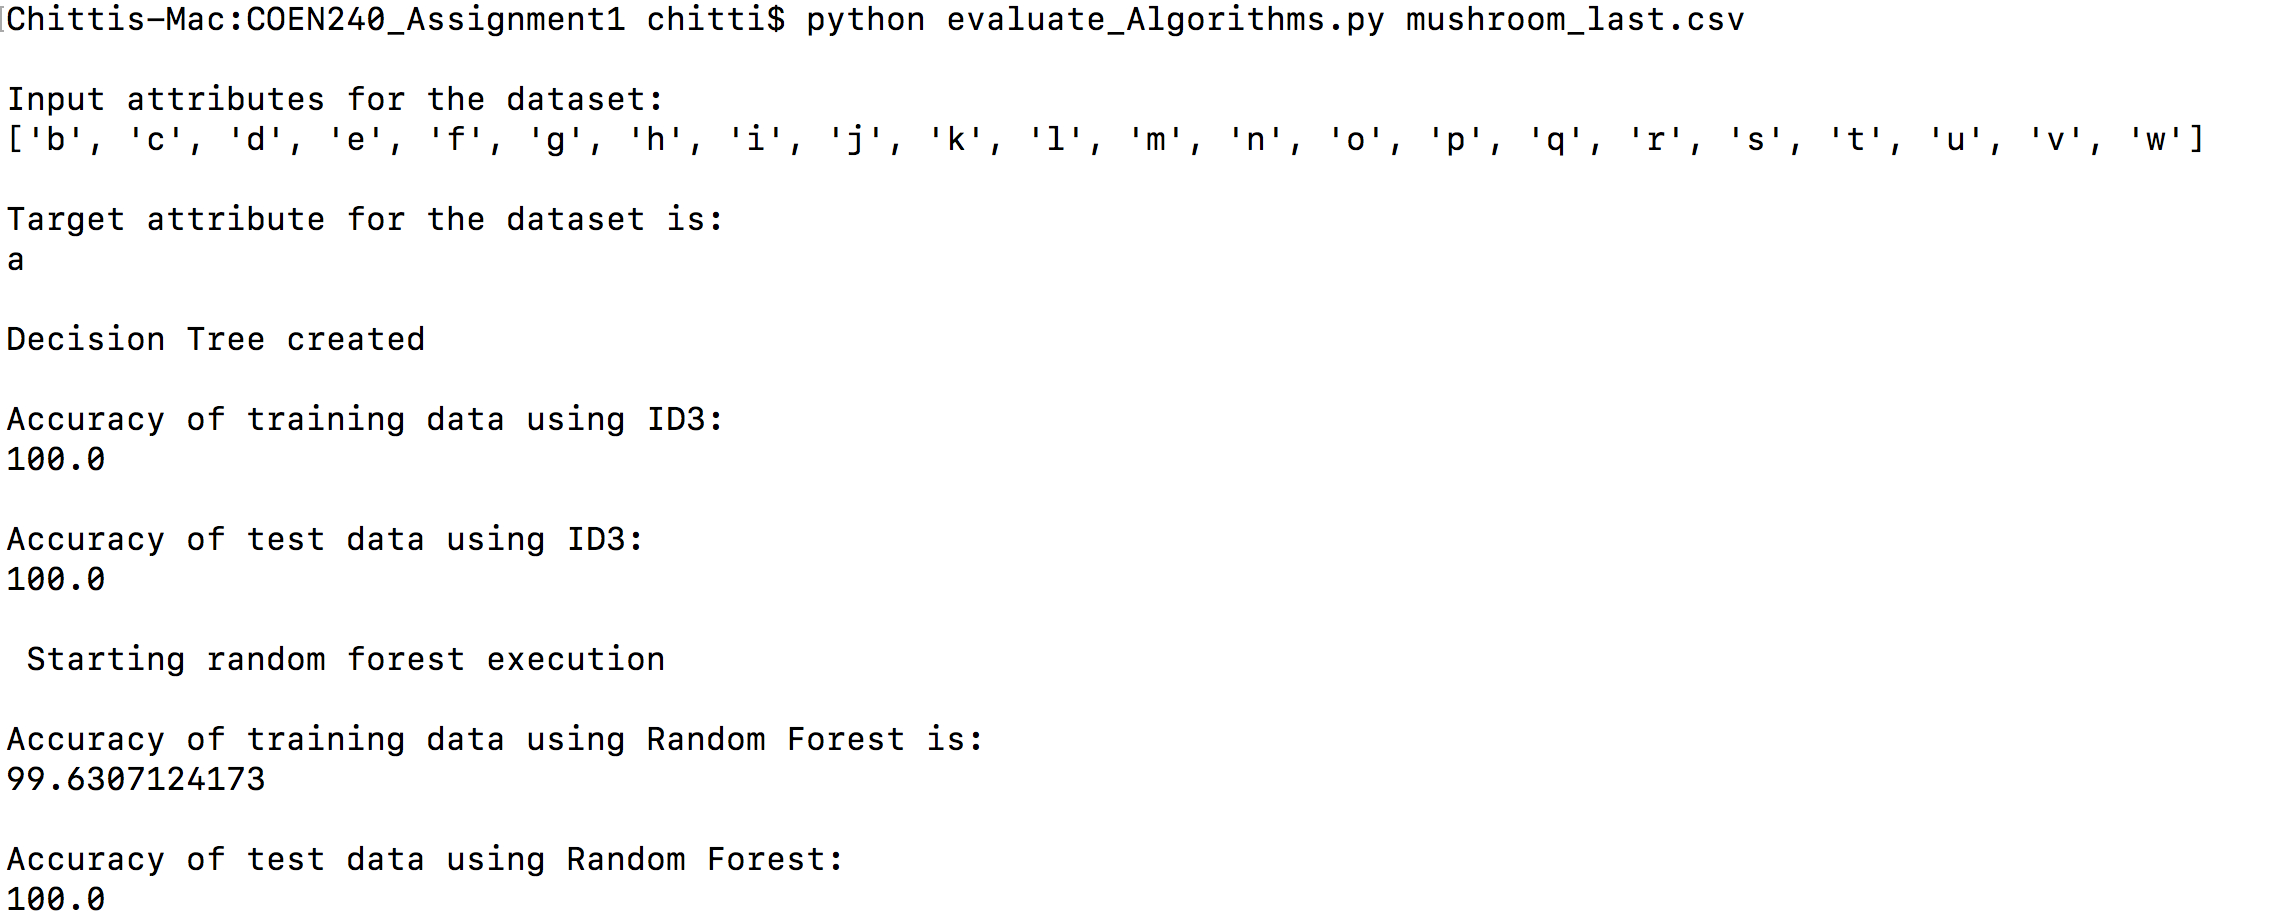 Chittis-Mac:COEN240_Assignment1 chitti$ python evaluate_Algorithms.py mushroom_last.csv
Input attributes for the dataset:
['b', 'c', 'd', 'e', 'f', 'g', 'h', 'i', 'j', 'k', 'l', 'm', 'n', 'o', 'p', 'q', 'r', 's', 't', 'u', 'v', 'w']
Target attribute for the dataset is:
a
Decision Tree created
Accuracy of training data using ID3:
100.0
Accuracy of test data using ID3:
100.0
Starting random forest execution
Accuracy of training data using Random Forest is:
99.6307124173
Accuracy of test data using Random Forest:
100.0